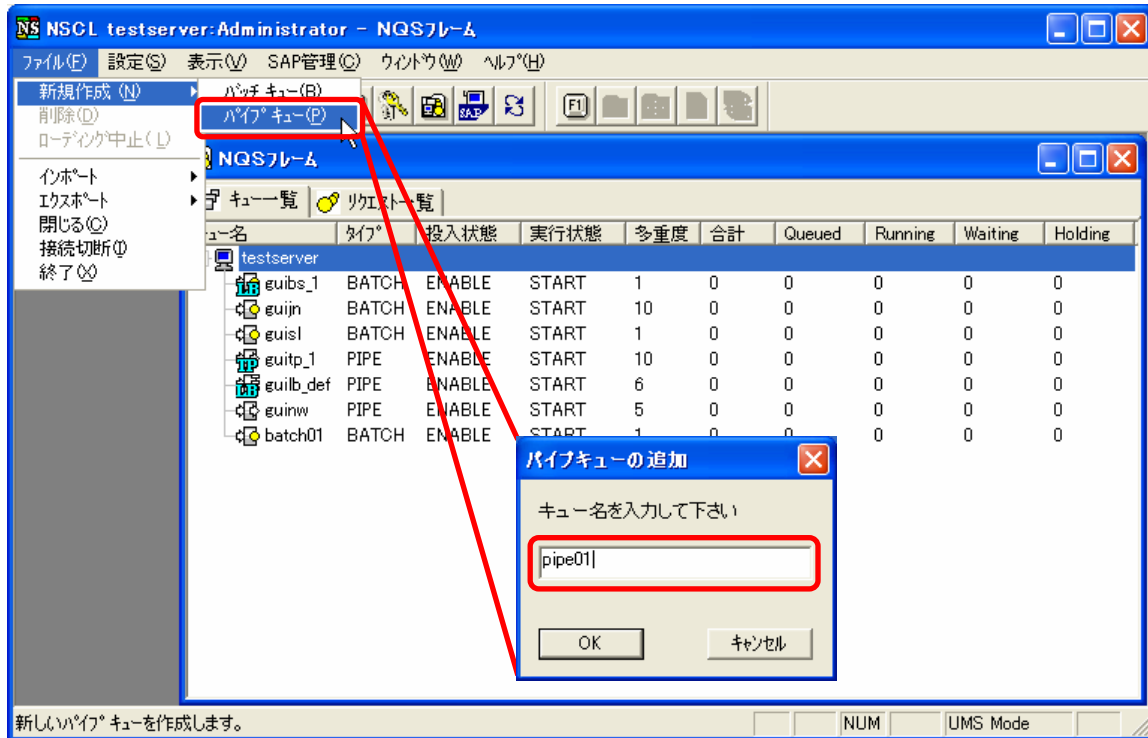 NS NSCL testserver:Administrator - NQSフレーム
ファイル(F) 設定(S) 表示(V) SAP管理(C) ウィンドウ(W) ヘルプ(H)
新規作成 (N) バッチ キュー(B)
削除(D) パイプ キュー(P)
ローディング中止( L)
インポート
エクスポート
閉じる(C)
接続切断(I)
終了(X)
SAP F1
NQSフレーム
キュー一覧 リクエスト一覧
ュー名 タイプ 投入状態 実行状態 多重度 合計 Queued Running Waiting Holding
testserver
guibs_1 BATCH ENABLE START 1 0 0 0 0 0
guijn BATCH ENABLE START 10 0 0 0 0 0
guisl BATCH ENABLE START 1 0 0 0 0 0
guitp_1 PIPE ENABLE START 10 0 0 0 0 0
guilb_def PIPE ENABLE START 6 0 0 0 0 0
guinw PIPE ENABLE START 5 0 0 0 0 0
batch01 BATCH ENABLE START 1 0 0 0 0 0
パイプキューの追加
キュー名を入力して下さい
pipe01
OK キャンセル
新しいパイプ キューを作成します。 NUM UMS Mode